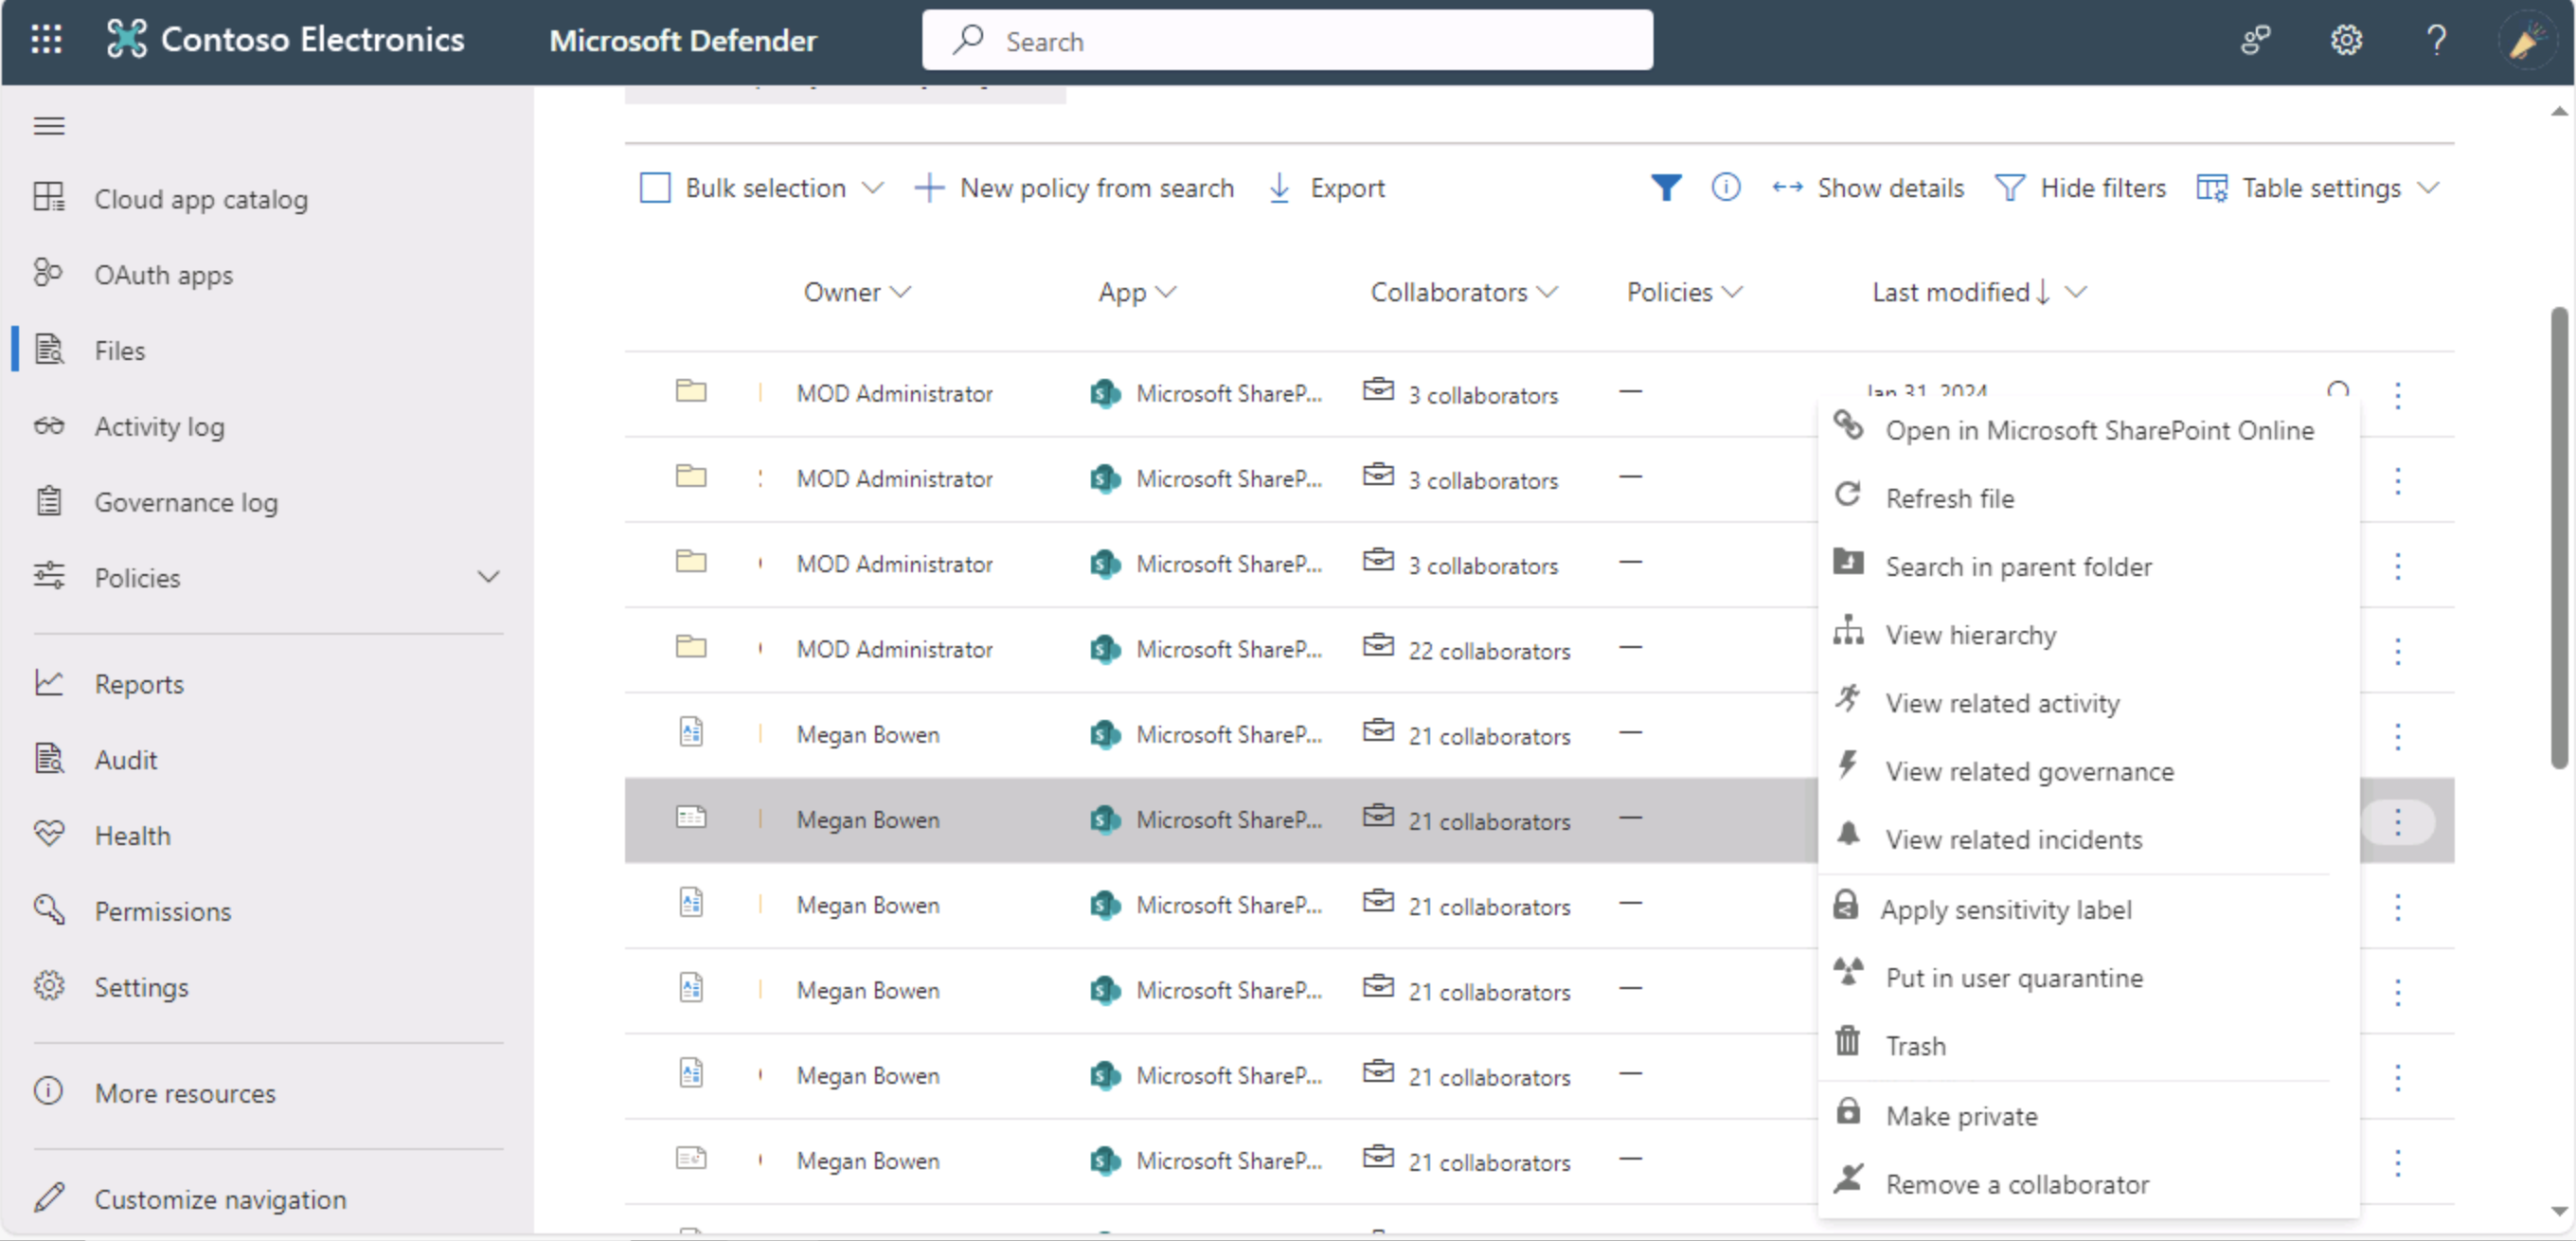 Contoso Electronics Microsoft Defender Search
Cloud app catalog
OAuth apps
Files
Activity log
Governance log
Policies
Reports
Audit
Health
Permissions
Settings
More resources
Customize navigation
Bulk selection New policy from search Export Show details Hide filters Table settings
Owner App Collaborators Policies Last modified
MOD Administrator Microsoft ShareP... 3 collaborators — Jan 31, 2024
MOD Administrator Microsoft ShareP... 3 collaborators —
MOD Administrator Microsoft ShareP... 3 collaborators —
MOD Administrator Microsoft ShareP... 22 collaborators —
Megan Bowen Microsoft ShareP... 21 collaborators —
Megan Bowen Microsoft ShareP... 21 collaborators —
Megan Bowen Microsoft ShareP... 21 collaborators —
Megan Bowen Microsoft ShareP... 21 collaborators —
Megan Bowen Microsoft ShareP... 21 collaborators —
Megan Bowen Microsoft ShareP... 21 collaborators —
Open in Microsoft SharePoint Online
Refresh file
Search in parent folder
View hierarchy
View related activity
View related governance
View related incidents
Apply sensitivity label
Put in user quarantine
Trash
Make private
Remove a collaborator